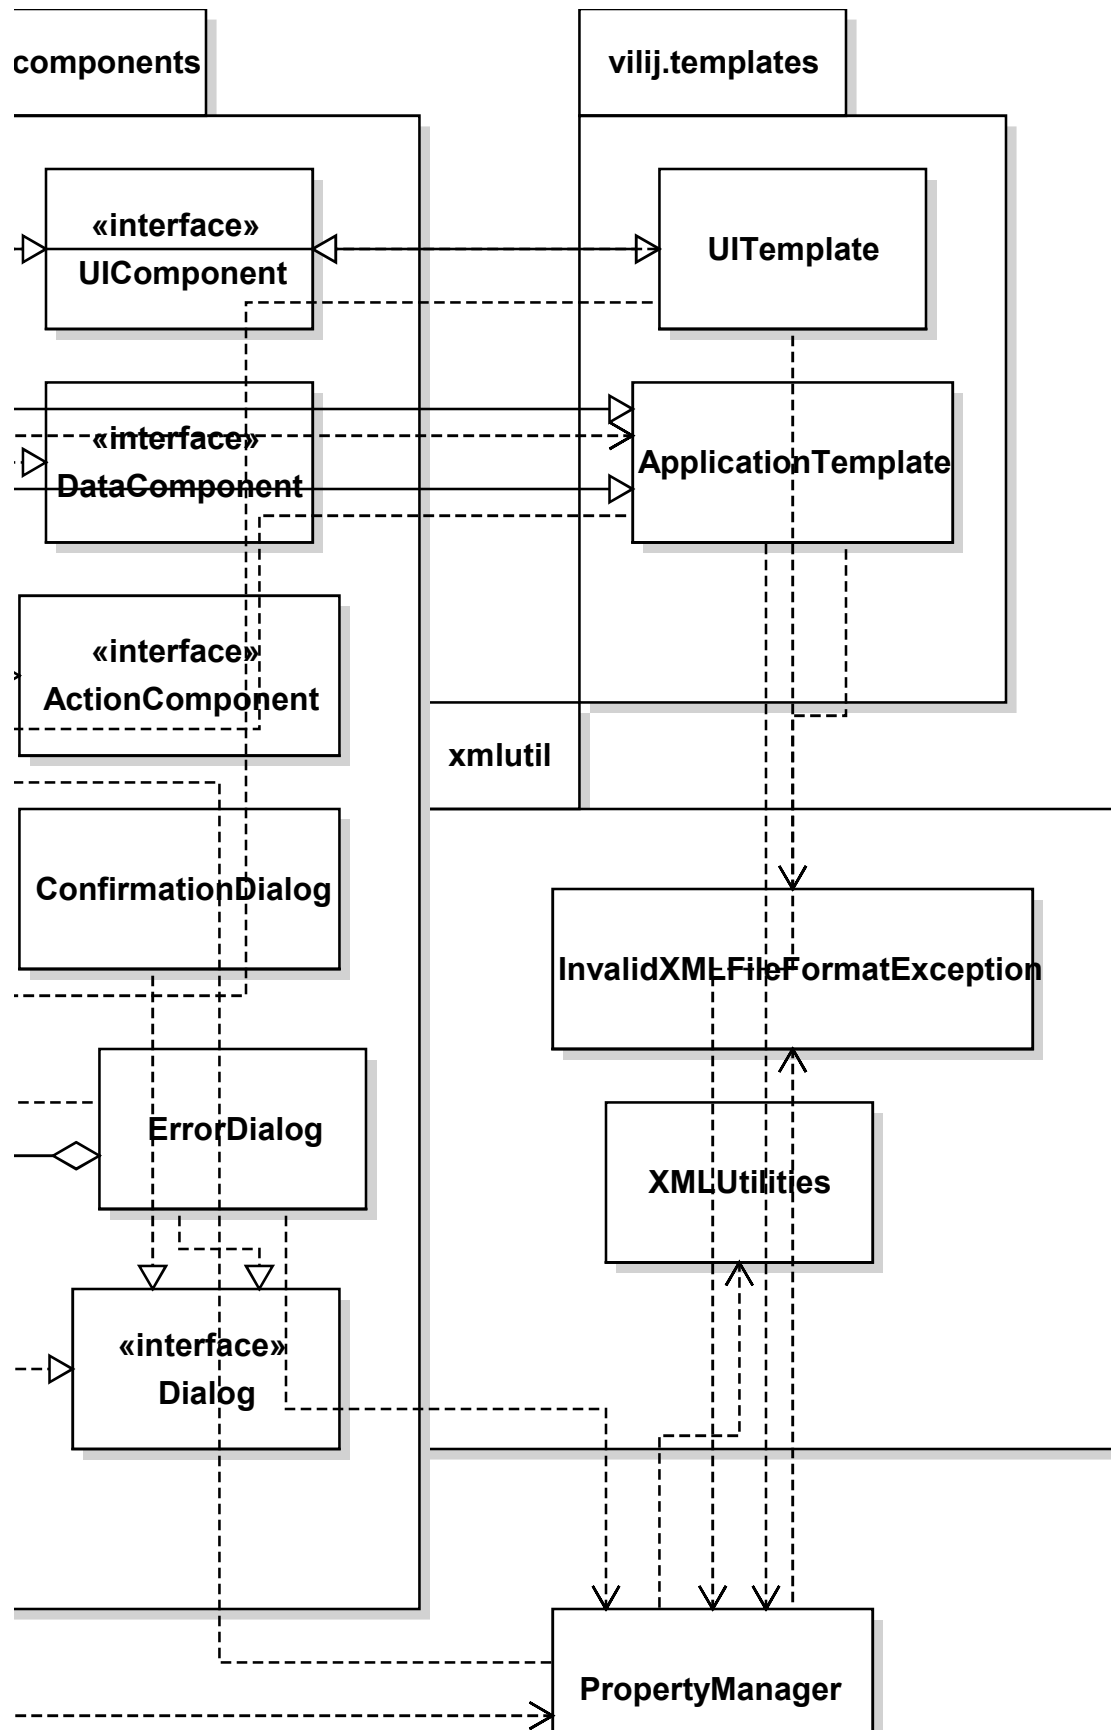 components
vilij.templates
«interface»
UIComponent
UITemplate
«interface»
DataComponent
ApplicationTemplate
«interface»
ActionComponent
xmlutil
ConfirmationDialog
InvalidXMLFileFormatException
ErrorDialog
XMLUtilities
«interface»
Dialog
PropertyManager